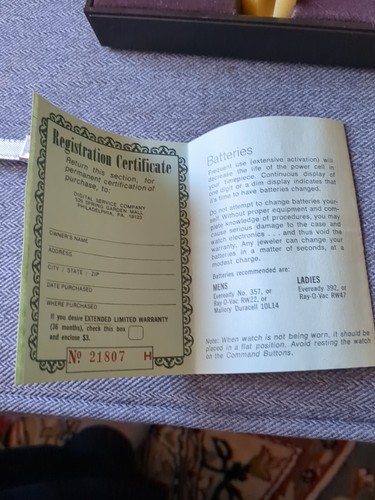 Registration Certificate
Return this section, for
permanent certification of
purchase, to:
DIGITAL SERVICE COMPANY
529 SPRING GARDEN MALL
PHILADELPHIA, PA. 19123
OWNER'S NAME
ADDRESS
CITY / STATE / ZIP
DATE PURCHASED
WHERE PURCHASED
If you desire EXTENDED LIMITED WARRANTY
(36 months), check this box
and enclose $3.
№ 21807 H
Batteries
Frequent use (extensive activation) will
decrease the life of the power cell in
your timepiece. Continuous display of
one digit or a dim display indicates that
it's time to have batteries changed.
Do not attempt to change batteries your-
self. Without proper equipment and com-
plete knowledge of procedures, you may
cause serious damage to the case and
watch electronics . . . and thus void the
warranty. Any jeweler can change your
batteries in a matter of seconds, at a
modest charge.
Batteries recommended are:
MENS
Eveready No. 357, or
Ray-O-Vac RW22, or
Mallory Duracell 10L14
LADIES
Eveready 392, or
Ray-O-Vac RW47
Note: When watch is not being worn, it should be
placed in a flat position. Avoid resting the watch
on the Command Buttons.